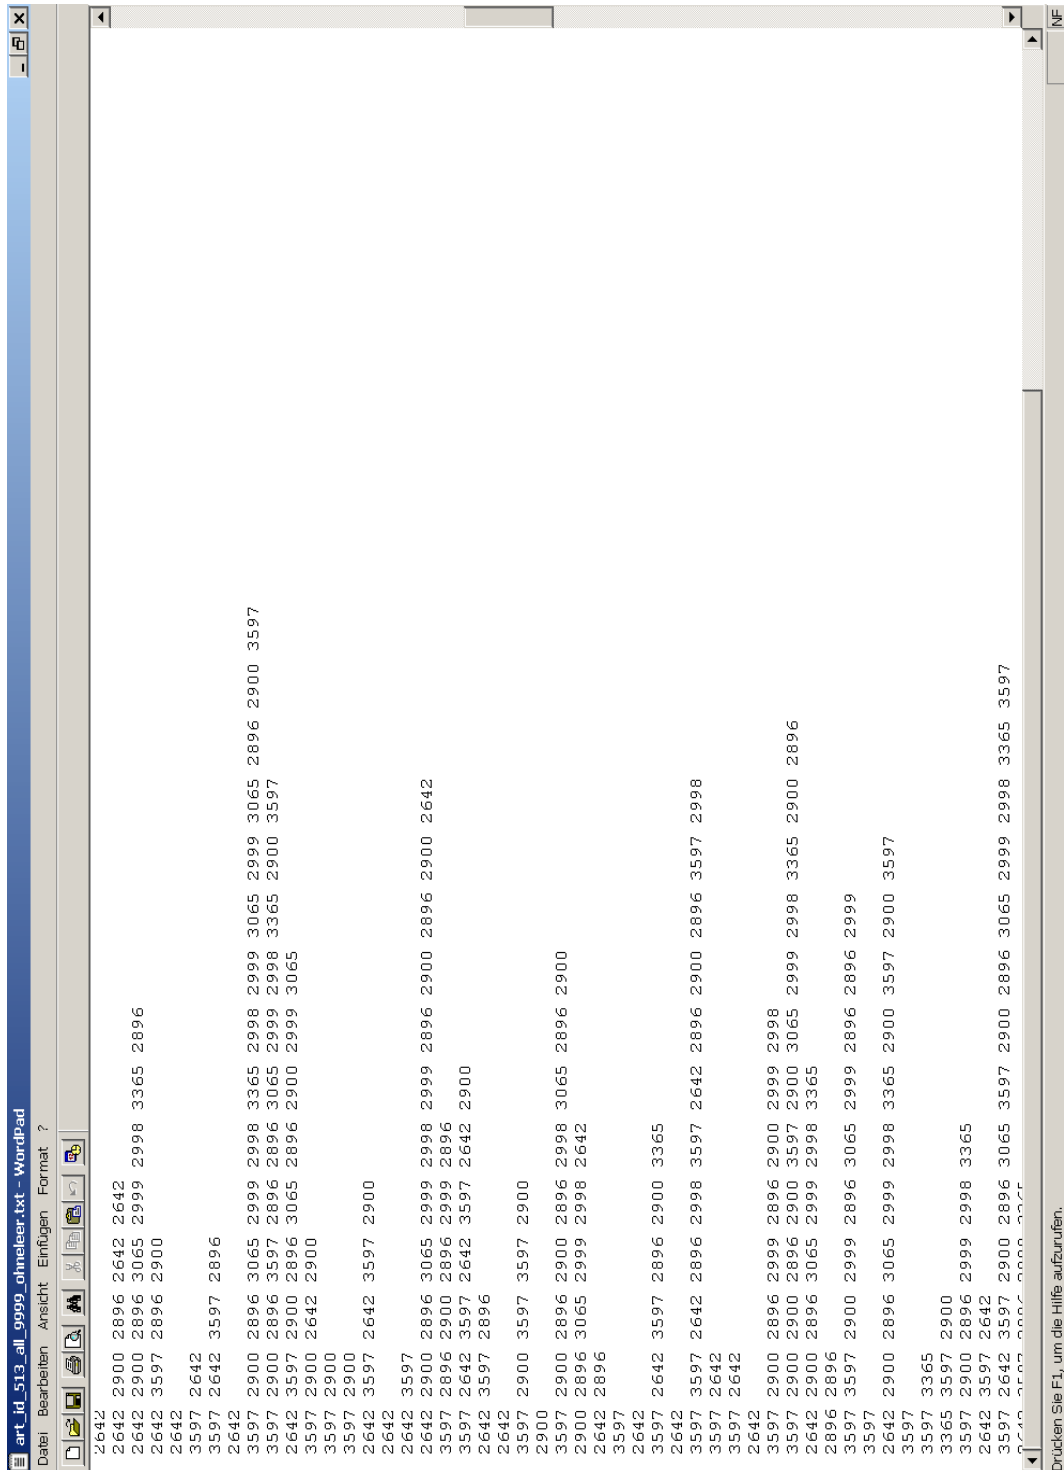 art_id_513_all_9999_ohneleer.txt - WordPad
Datei Bearbeiten Ansicht Einfügen Format ?
2642
2642 2900 2896 2642 2642
2642 2900 2896 3065 2999 2998 3365 2896
2642 3597 2896 2900
2642
3597 2642
3597 2642 3597 2896
2642
3597 2900 2896 3065 2999 2998 3365 2998 2999 3065 2999 3065 2896 2900 3597
3597 2900 2896 3597 2896 3065 2999 2998 3365 2900 3597
2642 3597 2900 2896 3065 2896 2900 2999 3065
3597 2900 2642 2900
3597 2900
3597 2900
2642 3597 2642 3597 2900
2642
2642 3597
2642 2900 2896 3065 2999 2998 2999 2896 2900 2896 2900 2642
3597 2896 2900 2896 2999 2896
3597 2642 3597 2642 3597 2642 2900
2642 3597 2896
2642
3597 2900 3597 3597 2900
2900
3597 2900 2896 2900 2896 2998 3065 2896 2900
2900 2896 3065 2999 2998 2642
2642 2896
3597
2642
3597 2642 3597 2896 2900 3365
2642
3597 3597 2642 2896 2998 3597 2642 2896 2900 2896 3597 2998
3597 2642
3597 2642
2642
3597 2900 2896 2999 2896 2900 2999 2998
3597 2900 2900 2896 2900 3597 2900 3065 2999 2998 3365 2900 2896
2642 2900 2896 3065 2999 2998 3365
2896 2896
3597 3597 2900 2999 2896 3065 2999 2896 2896 2999
3597
2642 2900 2896 3065 2999 2998 3365 2900 3597 2900 3597
3597
3597 3365
3365 3597 2900
3597 2900 2896 2999 2998 3365
2642 3597 2642
3597 2642 3597 2900 2896 3065 3597 2900 2896 3065 2999 2998 3365 3597
Drücken Sie F1, um die Hilfe aufzurufen.
NF